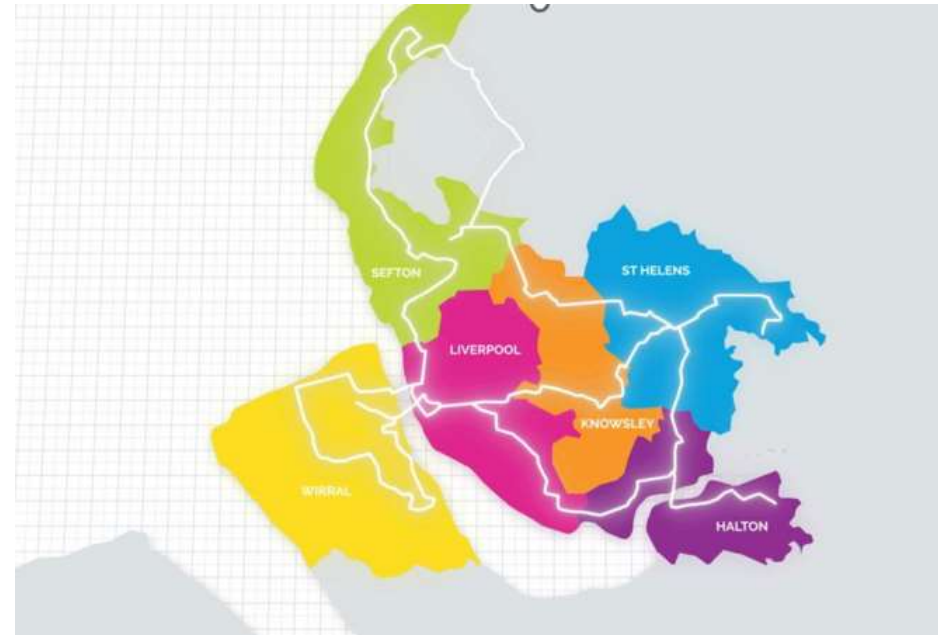 SEFTON
ST HELENS
LIVERPOOL
KNOWSLEY
WIRRAL
HALTON